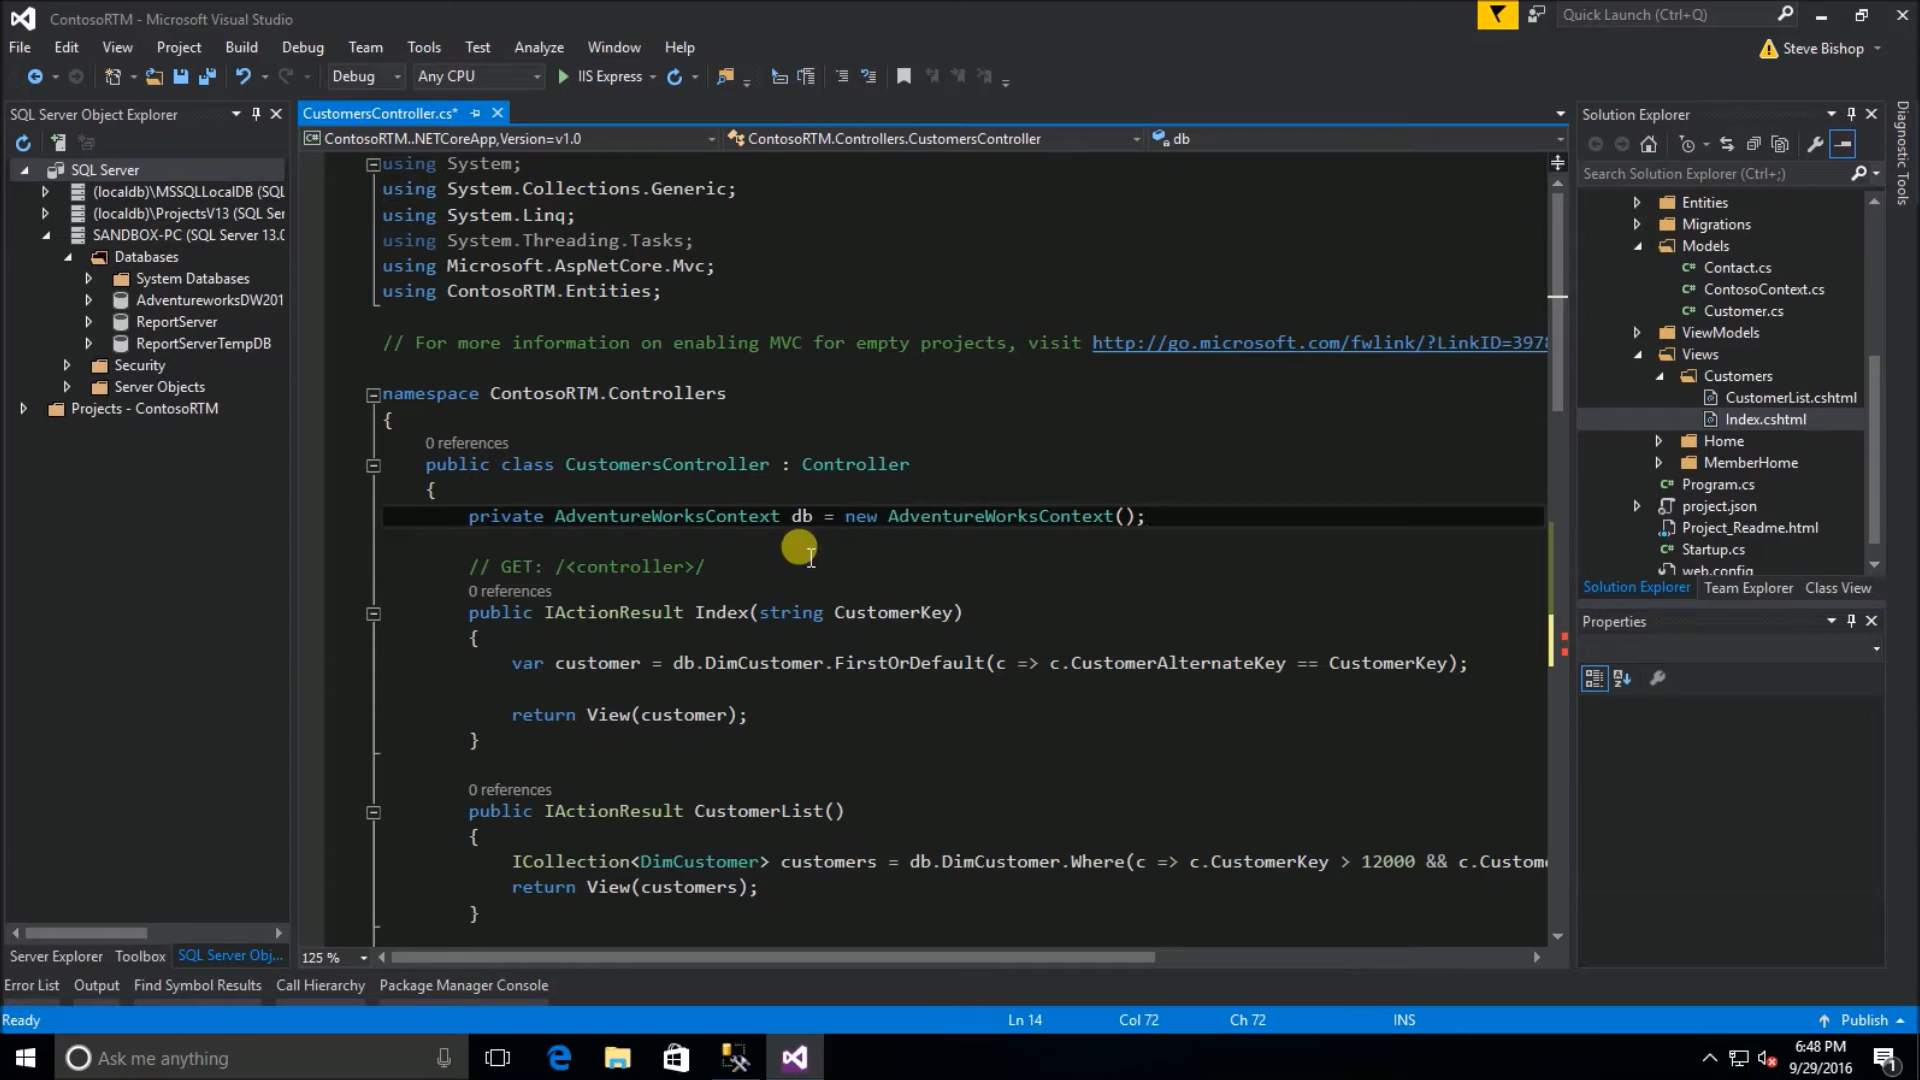 ContosoRTM - Microsoft Visual Studio
Quick Launch (Ctrl+Q)
File Edit View Project Build Debug Team Tools Test Analyze Window Help
Steve Bishop
Debug Any CPU IIS Express
SQL Server Object Explorer
SQL Server
(localdb)\MSSQLLocalDB (SQL
(localdb)\ProjectsV13 (SQL Ser
SANDBOX-PC (SQL Server 13.0
Databases
System Databases
AdventureworksDW201
ReportServer
ReportServerTempDB
Security
Server Objects
Projects - ContosoRTM
Server Explorer Toolbox SQL Server Obj...
CustomersController.cs*
ContosoRTM..NETCoreApp,Version=v1.0 ContosoRTM.Controllers.CustomersController db
using System;
using System.Collections.Generic;
using System.Linq;
using System.Threading.Tasks;
using Microsoft.AspNetCore.Mvc;
using ContosoRTM.Entities;
// For more information on enabling MVC for empty projects, visit http://go.microsoft.com/fwlink/?LinkID=397
namespace ContosoRTM.Controllers
{
0 references
public class CustomersController : Controller
{
private AdventureWorksContext db = new AdventureWorksContext();
// GET: /<controller>/
0 references
public IActionResult Index(string CustomerKey)
{
var customer = db.DimCustomer.FirstOrDefault(c => c.CustomerAlternateKey == CustomerKey);
return View(customer);
}
0 references
public IActionResult CustomerList()
{
ICollection<DimCustomer> customers = db.DimCustomer.Where(c => c.CustomerKey > 12000 && c.Custome
return View(customers);
}
125 %
Solution Explorer
Search Solution Explorer (Ctrl+;)
Entities
Migrations
Models
C# Contact.cs
C# ContosoContext.cs
C# Customer.cs
ViewModels
Views
Customers
CustomerList.cshtml
Index.cshtml
Home
MemberHome
C# Program.cs
project.json
Project_Readme.html
C# Startup.cs
web.config
Solution Explorer Team Explorer Class View
Properties
Diagnostic Tools
Error List Output Find Symbol Results Call Hierarchy Package Manager Console
Ready Ln 14 Col 72 Ch 72 INS Publish
Ask me anything
6:48 PM
9/29/2016
1